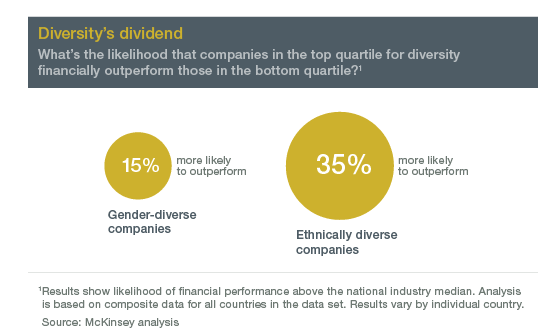 Diversity's dividend
What's the likelihood that companies in the top quartile for diversity
financially outperform those in the bottom quartile?¹
15%
more likely
to outperform
Gender-diverse
companies
35%
more likely
to outperform
Ethnically diverse
companies
¹Results show likelihood of financial performance above the national industry median. Analysis
is based on composite data for all countries in the data set. Results vary by individual country.
Source: McKinsey analysis